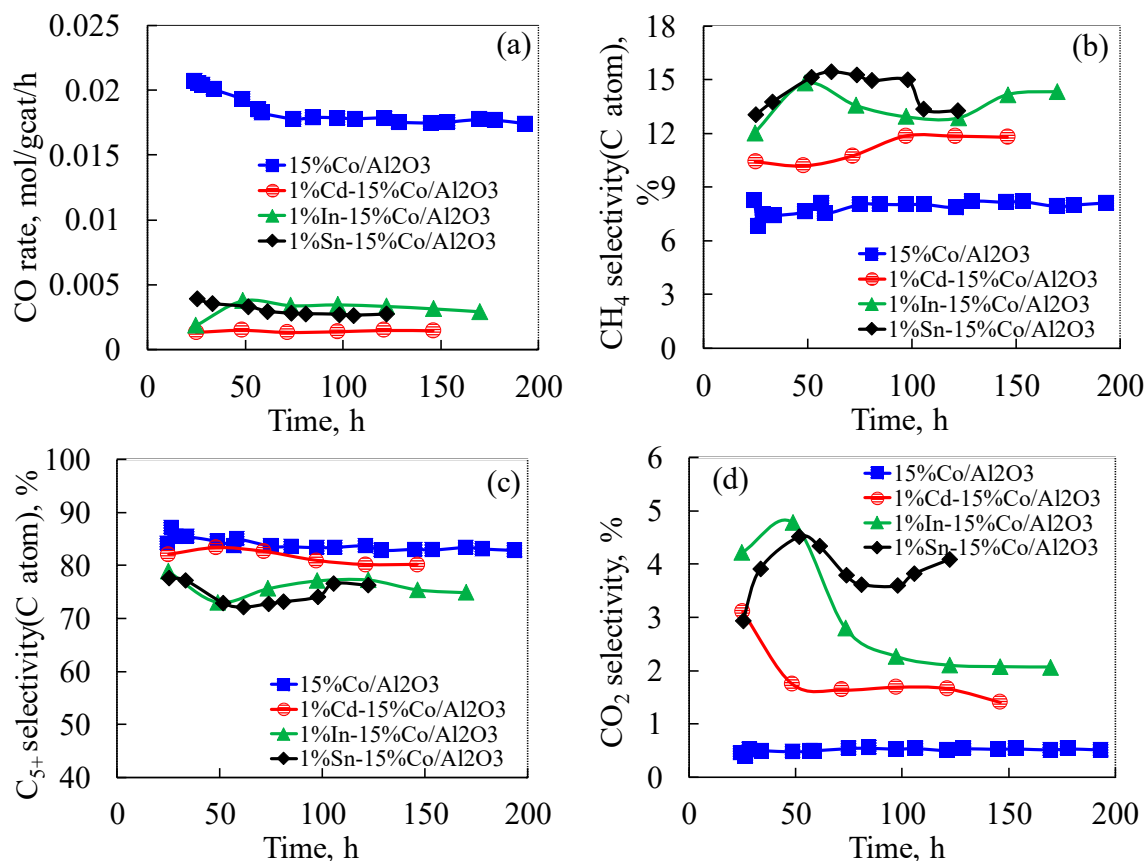 (a)
CO rate, mol/gcat/h
0.025
0.02
0.015
0.01
0.005
0
15%Co/Al2O3
1%Cd-15%Co/Al2O3
1%In-15%Co/Al2O3
1%Sn-15%Co/Al2O3
0 50 100 150 200
Time, h
(b)
CH4 selectivity(C atom), %
18
15
12
9
6
3
0
15%Co/Al2O3
1%Cd-15%Co/Al2O3
1%In-15%Co/Al2O3
1%Sn-15%Co/Al2O3
0 50 100 150 200
Time, h
(c)
C5+ selectivity(C atom), %
100
90
80
70
60
50
40
15%Co/Al2O3
1%Cd-15%Co/Al2O3
1%In-15%Co/Al2O3
1%Sn-15%Co/Al2O3
0 50 100 150 200
Time, h
(d)
CO2 selectivity, %
6
5
4
3
2
1
0
15%Co/Al2O3
1%Cd-15%Co/Al2O3
1%In-15%Co/Al2O3
1%Sn-15%Co/Al2O3
0 50 100 150 200
Time, h